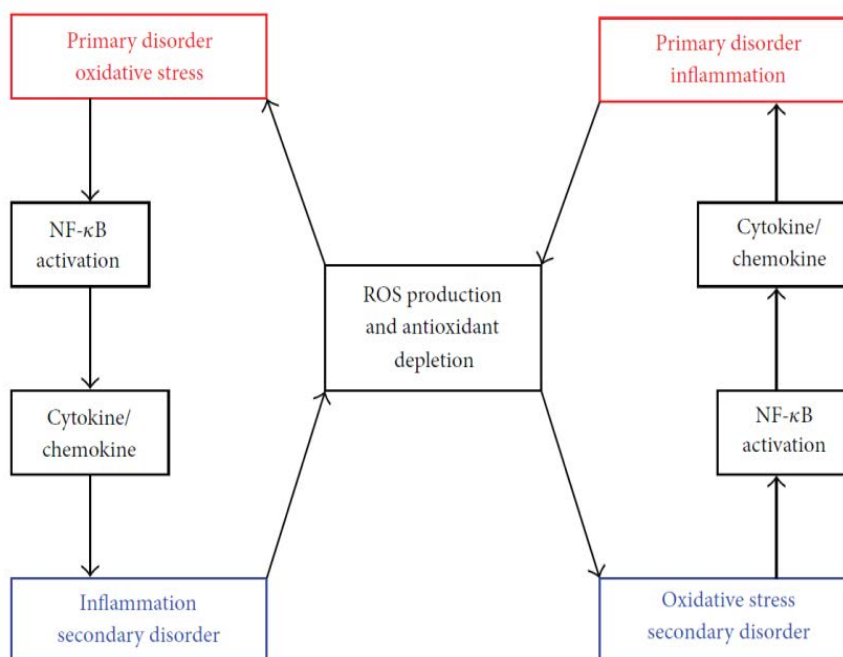 Primary disorder
oxidative stress
Primary disorder
inflammation
NF-κB
activation
Cytokine/
chemokine
ROS production
and antioxidant
depletion
Cytokine/
chemokine
NF-κB
activation
Inflammation
secondary disorder
Oxidative stress
secondary disorder